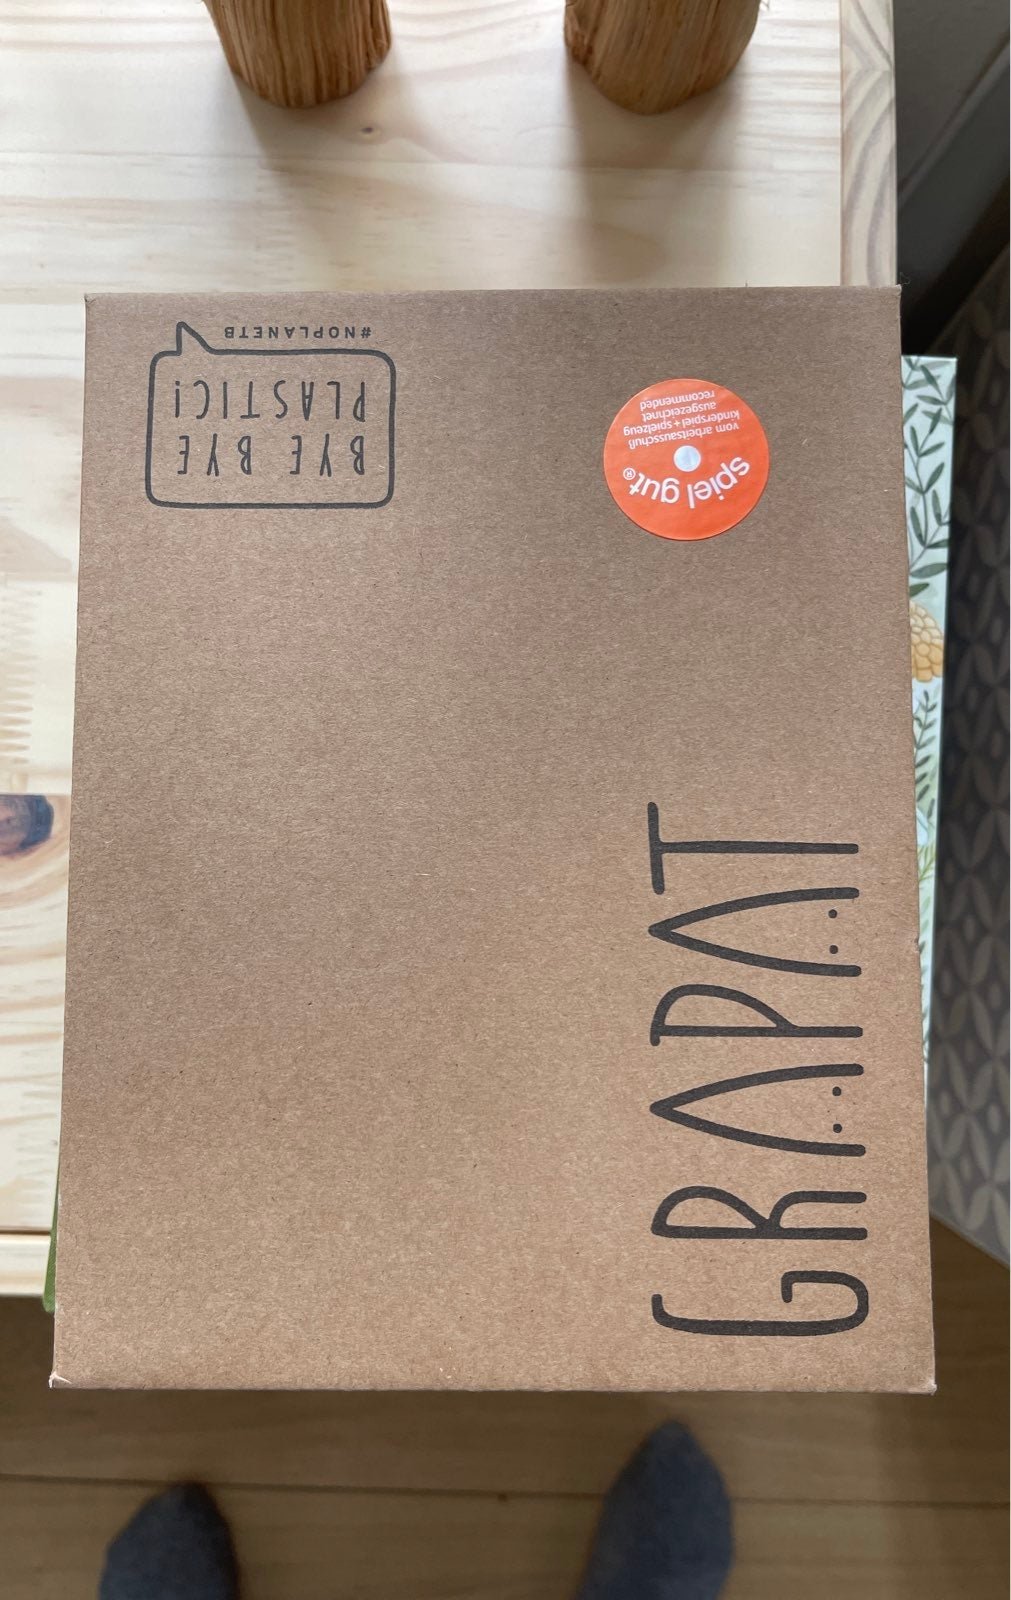 #NOPLANETB
BYE BYE
PLASTIC!
spiel gut®
vom arbeitsausschuß
kinderspiel + spielzeug
ausgezeichnet
recommended
GRAPAT